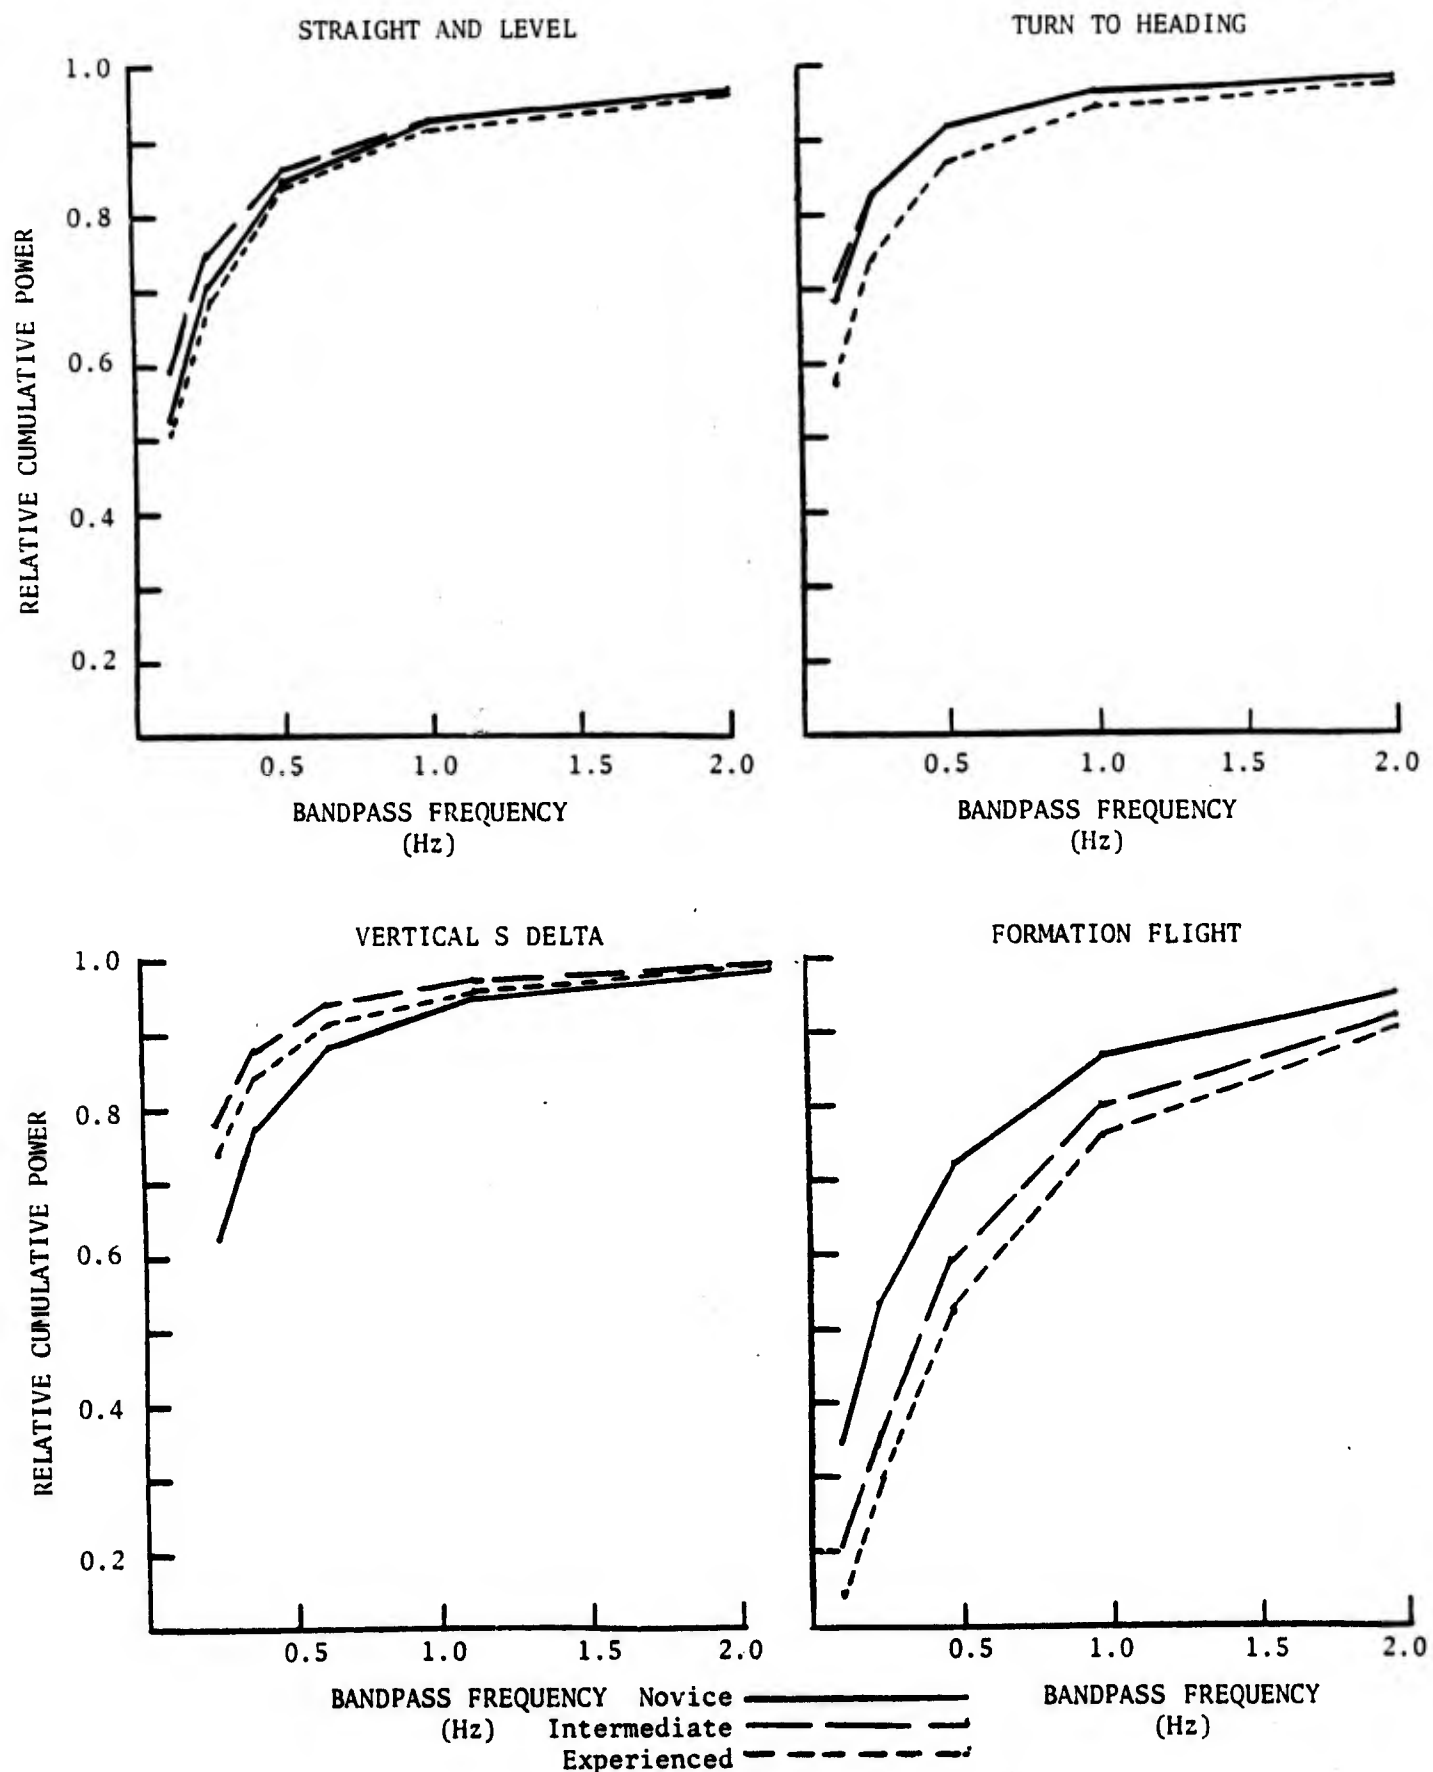 STRAIGHT AND LEVEL
1.0
0.8
0.6
0.4
0.2
RELATIVE CUMULATIVE POWER
0.5 1.0 1.5 2.0
BANDPASS FREQUENCY
(Hz)
TURN TO HEADING
0.5 1.0 1.5 2.0
BANDPASS FREQUENCY
(Hz)
VERTICAL S DELTA
1.0
0.8
0.6
0.4
0.2
RELATIVE CUMULATIVE POWER
0.5 1.0 1.5 2.0
BANDPASS FREQUENCY
(Hz)
FORMATION FLIGHT
0.5 1.0 1.5 2.0
BANDPASS FREQUENCY
(Hz)
Novice
Intermediate
Experienced